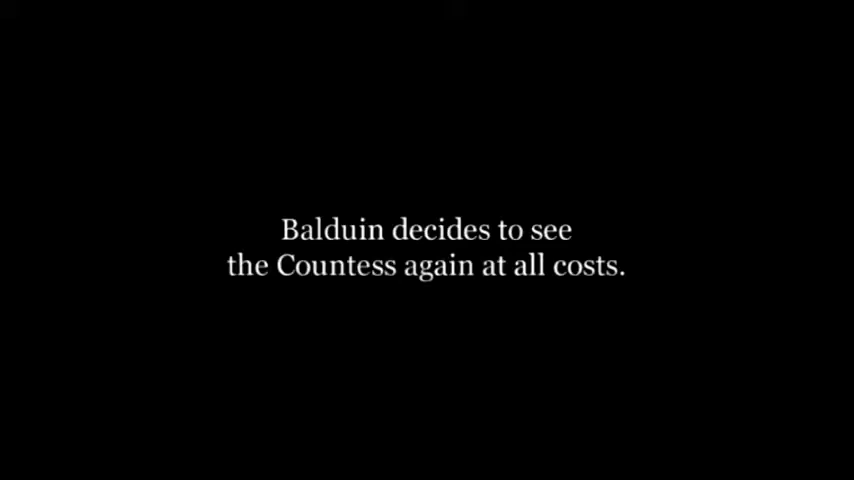 Balduin decides to see
the Countess again at all costs.